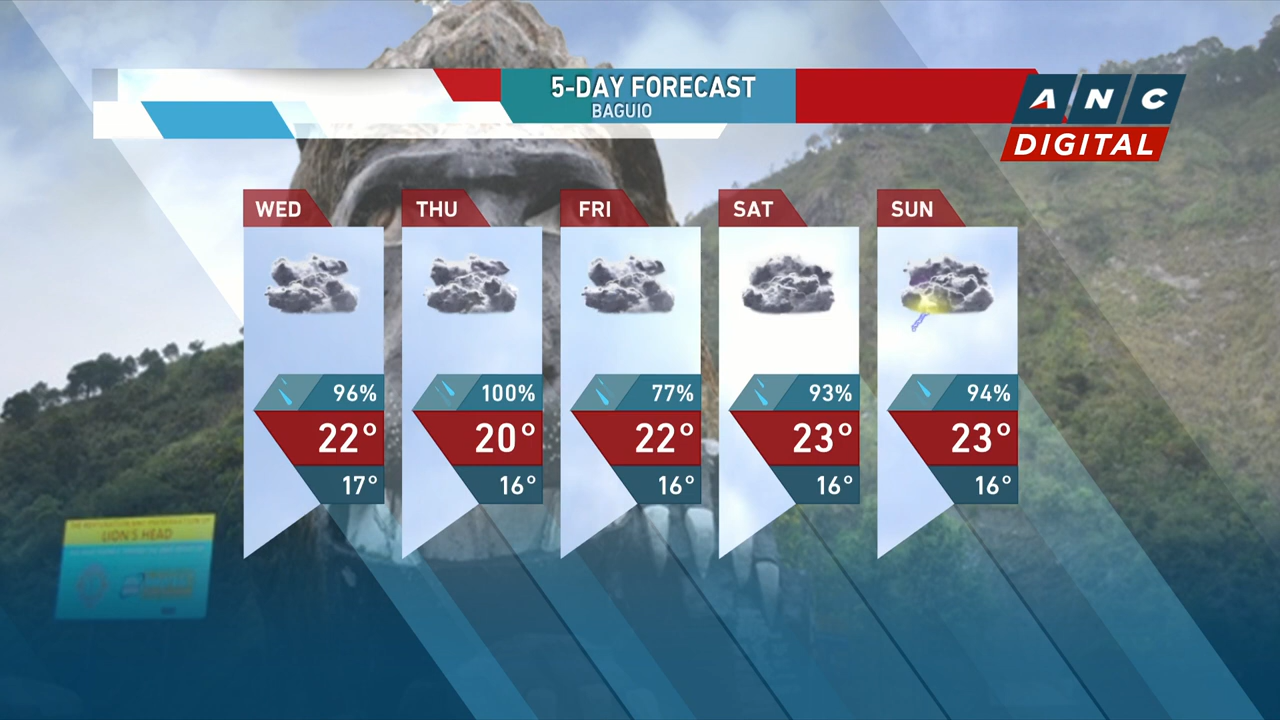 5-DAY FORECAST
BAGUIO
ANC
DIGITAL
WED
96%
22°
17°
THU
100%
20°
16°
FRI
77%
22°
16°
SAT
93%
23°
16°
SUN
94%
23°
16°
LION'S HEAD